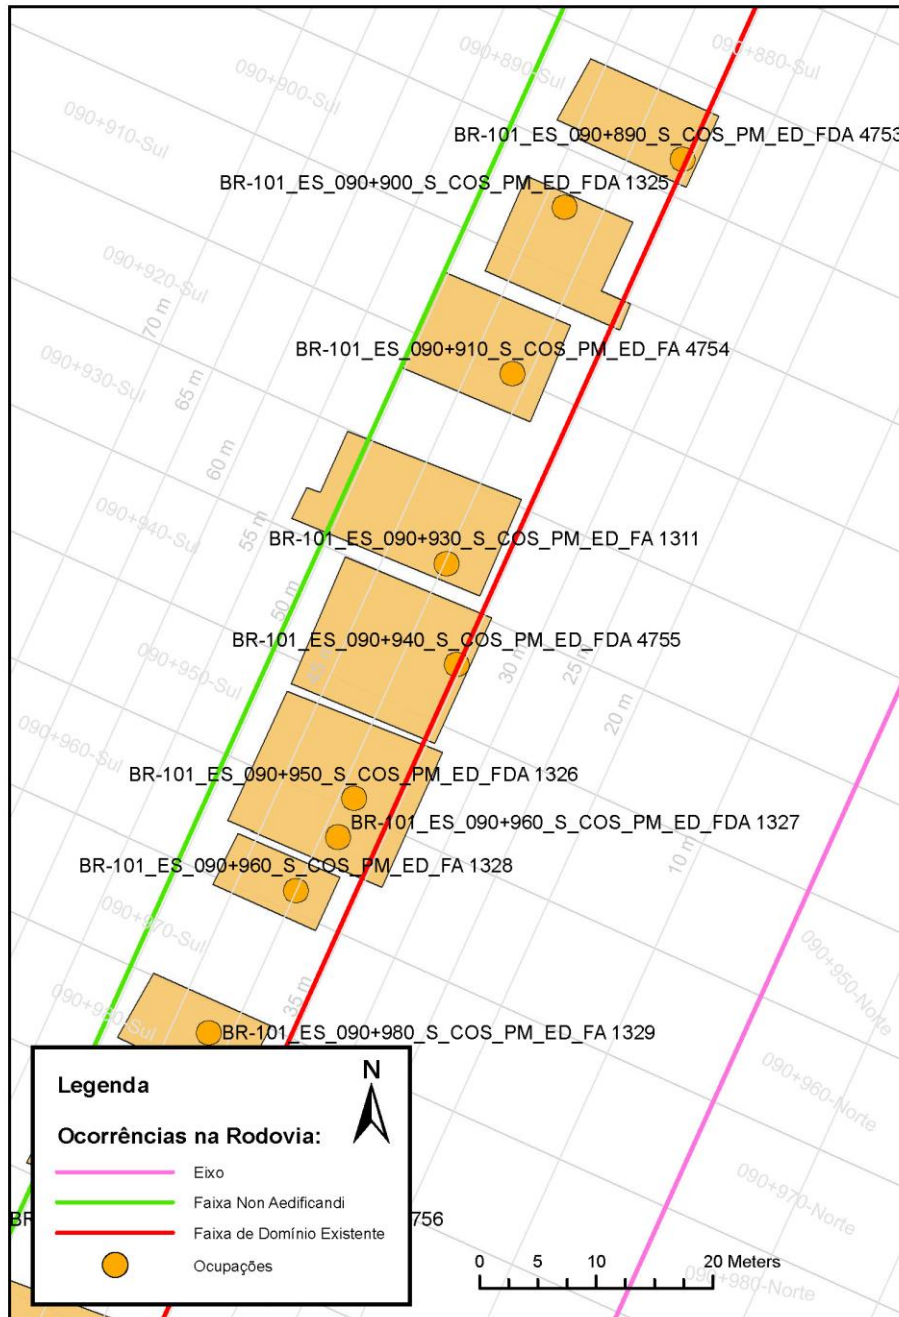 090+880-Sul
090+890-Sul
090+900-Sul
090+910-Sul
BR-101_ES_090+890_S_COS_PM_ED_FDA 4753
BR-101_ES_090+900_S_COS_PM_ED_FDA 1325
090+920-Sul
70 m
BR-101_ES_090+910_S_COS_PM_ED_FA 4754
090+930-Sul
65 m
60 m
090+940-Sul
55 m
BR-101_ES_090+930_S_COS_PM_ED_FA 1311
50 m
BR-101_ES_090+940_S_COS_PM_ED_FDA 4755
090+950-Sul
45 m
30 m
25 m
20 m
090+960-Sul
BR-101_ES_090+950_S_COS_PM_ED_FDA 1326
BR-101_ES_090+960_S_COS_PM_ED_FDA 1327
BR-101_ES_090+960_S_COS_PM_ED_FA 1328
10 m
090+970-Sul
090+950-Norte
090+980-Sul
35 m
BR-101_ES_090+980_S_COS_PM_ED_FA 1329
090+960-Norte
Legenda
N
Ocorrências na Rodovia:
Eixo
Faixa Non Aedificandi
Faixa de Domínio Existente
Ocupações
090+970-Norte
BR
756
0 5 10 20 Meters
090+980-Norte